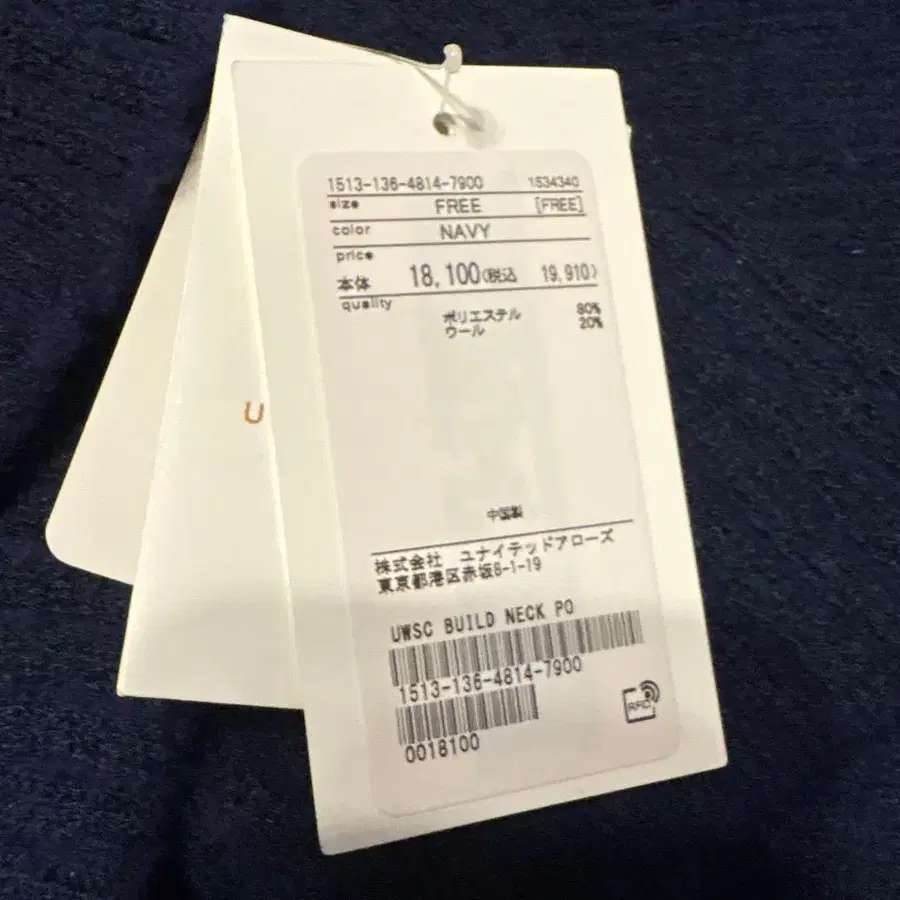 1513-136-4814-7900 1534340
size FREE [FREE]
color NAVY
price
本体 18,100(税込 19,910)
quality
ポリエステル 80%
ウール 20%
中国製
株式会社 ユナイテッドアローズ
東京都港区赤坂8-1-19
UWSC BUILD NECK PO
1513-136-4814-7900
0018100
RFID
U